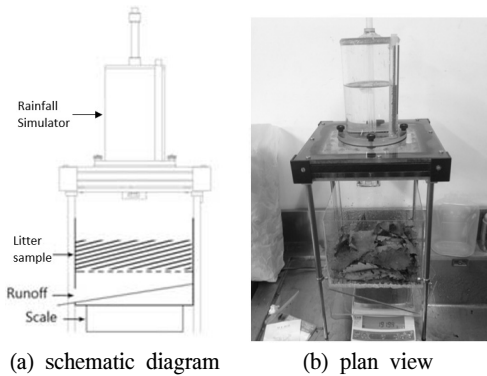 Rainfall
Simulator
Litter
sample
Runoff
Scale
(a) schematic diagram
(b) plan view